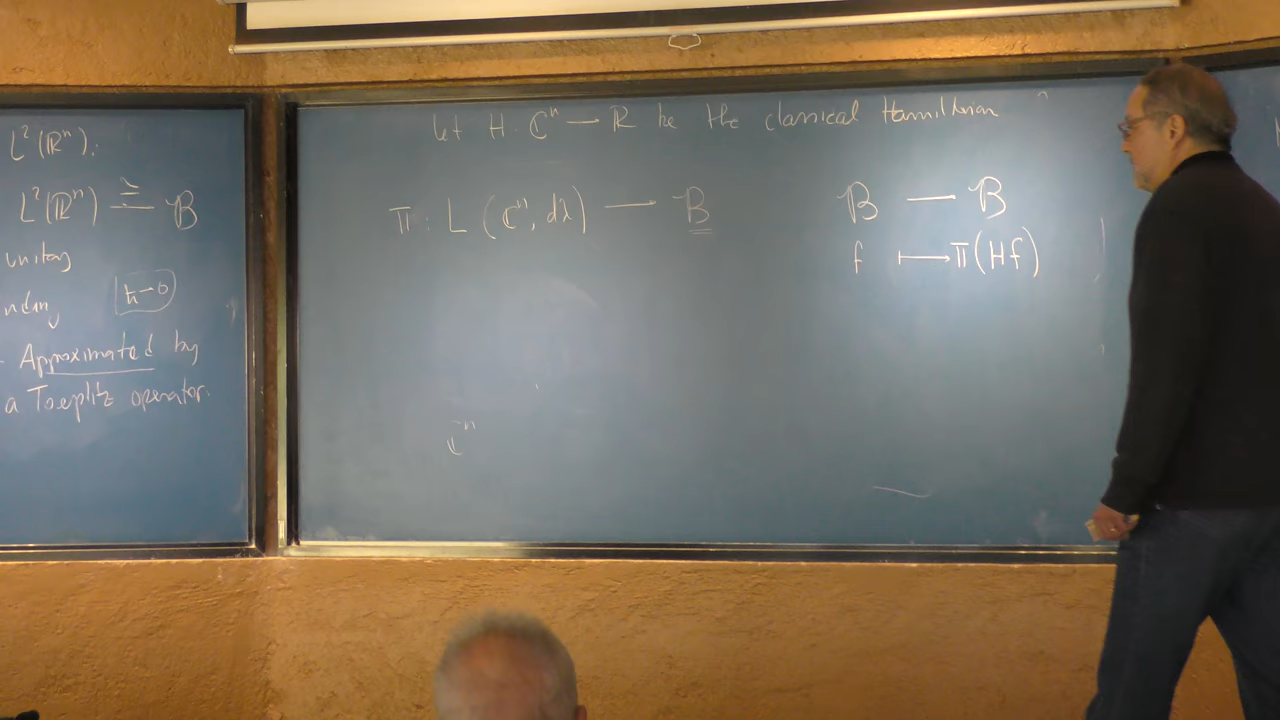 L²(ℝⁿ):
L²(ℝⁿ) ≅ B
unitary
ħ→0
Approximated by
a Toeplitz operator.
let H: ℂⁿ → ℝ be the classical Hamiltonian
π: L (ℂⁿ, dλ) → B
B — B
f ↦ π(Hf)
ℂⁿ